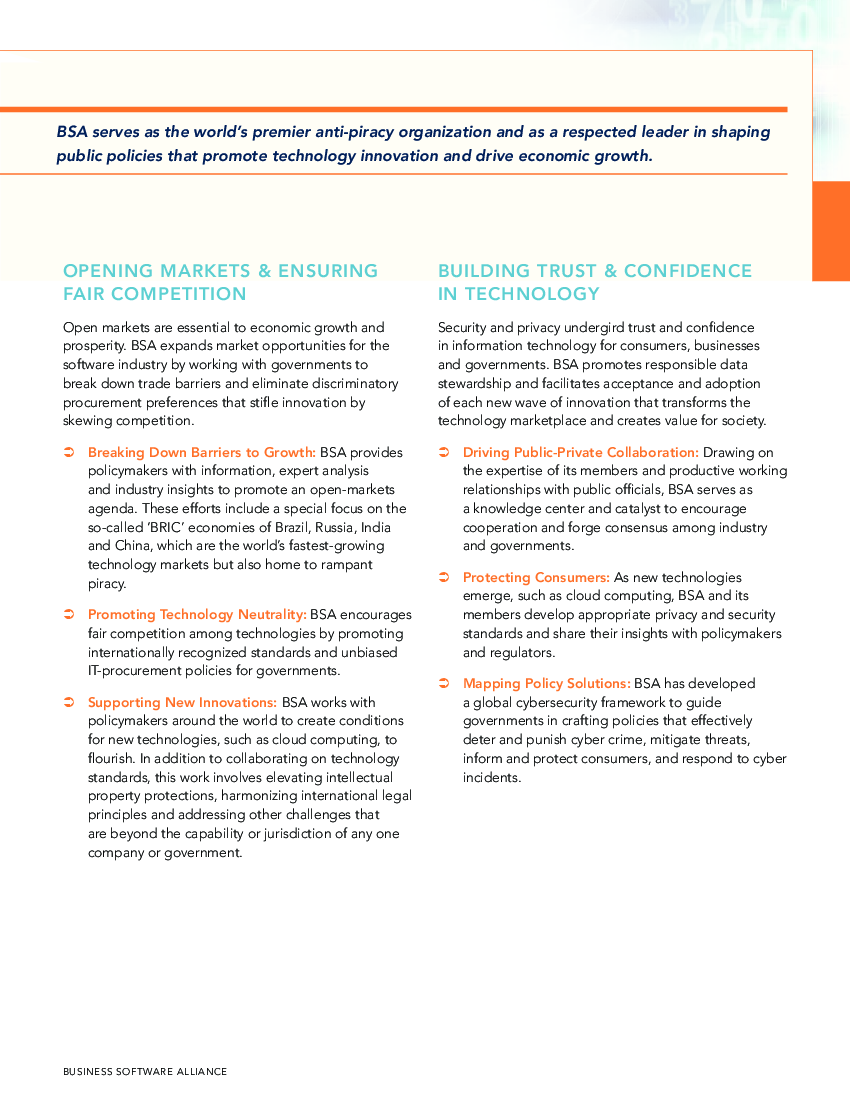 BSA serves as the world's premier anti-piracy organization and as a respected leader in shaping
public policies that promote technology innovation and drive economic growth.
OPENING MARKETS & ENSURING
FAIR COMPETITION
Open markets are essential to economic growth and
prosperity. BSA expands market opportunities for the
software industry by working with governments to
break down trade barriers and eliminate discriminatory
procurement preferences that stifle innovation by
skewing competition.
➲ Breaking Down Barriers to Growth: BSA provides
policymakers with information, expert analysis
and industry insights to promote an open-markets
agenda. These efforts include a special focus on the
so-called ‘BRIC’ economies of Brazil, Russia, India
and China, which are the world’s fastest-growing
technology markets but also home to rampant
piracy.
➲ Promoting Technology Neutrality: BSA encourages
fair competition among technologies by promoting
internationally recognized standards and unbiased
IT-procurement policies for governments.
➲ Supporting New Innovations: BSA works with
policymakers around the world to create conditions
for new technologies, such as cloud computing, to
flourish. In addition to collaborating on technology
standards, this work involves elevating intellectual
property protections, harmonizing international legal
principles and addressing other challenges that
are beyond the capability or jurisdiction of any one
company or government.
BUILDING TRUST & CONFIDENCE
IN TECHNOLOGY
Security and privacy undergird trust and confidence
in information technology for consumers, businesses
and governments. BSA promotes responsible data
stewardship and facilitates acceptance and adoption
of each new wave of innovation that transforms the
technology marketplace and creates value for society.
➲ Driving Public-Private Collaboration: Drawing on
the expertise of its members and productive working
relationships with public officials, BSA serves as
a knowledge center and catalyst to encourage
cooperation and forge consensus among industry
and governments.
➲ Protecting Consumers: As new technologies
emerge, such as cloud computing, BSA and its
members develop appropriate privacy and security
standards and share their insights with policymakers
and regulators.
➲ Mapping Policy Solutions: BSA has developed
a global cybersecurity framework to guide
governments in crafting policies that effectively
deter and punish cyber crime, mitigate threats,
inform and protect consumers, and respond to cyber
incidents.
BUSINESS SOFTWARE ALLIANCE